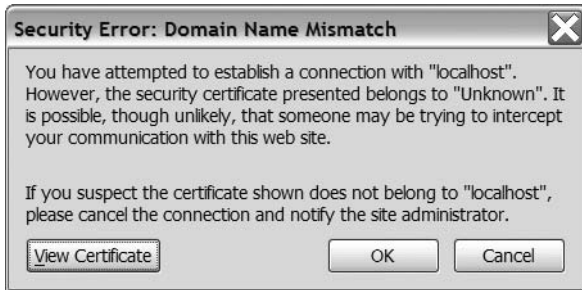 Security Error: Domain Name Mismatch
You have attempted to establish a connection with "localhost".
However, the security certificate presented belongs to "Unknown". It
is possible, though unlikely, that someone may be trying to intercept
your communication with this web site.
If you suspect the certificate shown does not belong to "localhost",
please cancel the connection and notify the site administrator.
View Certificate OK Cancel